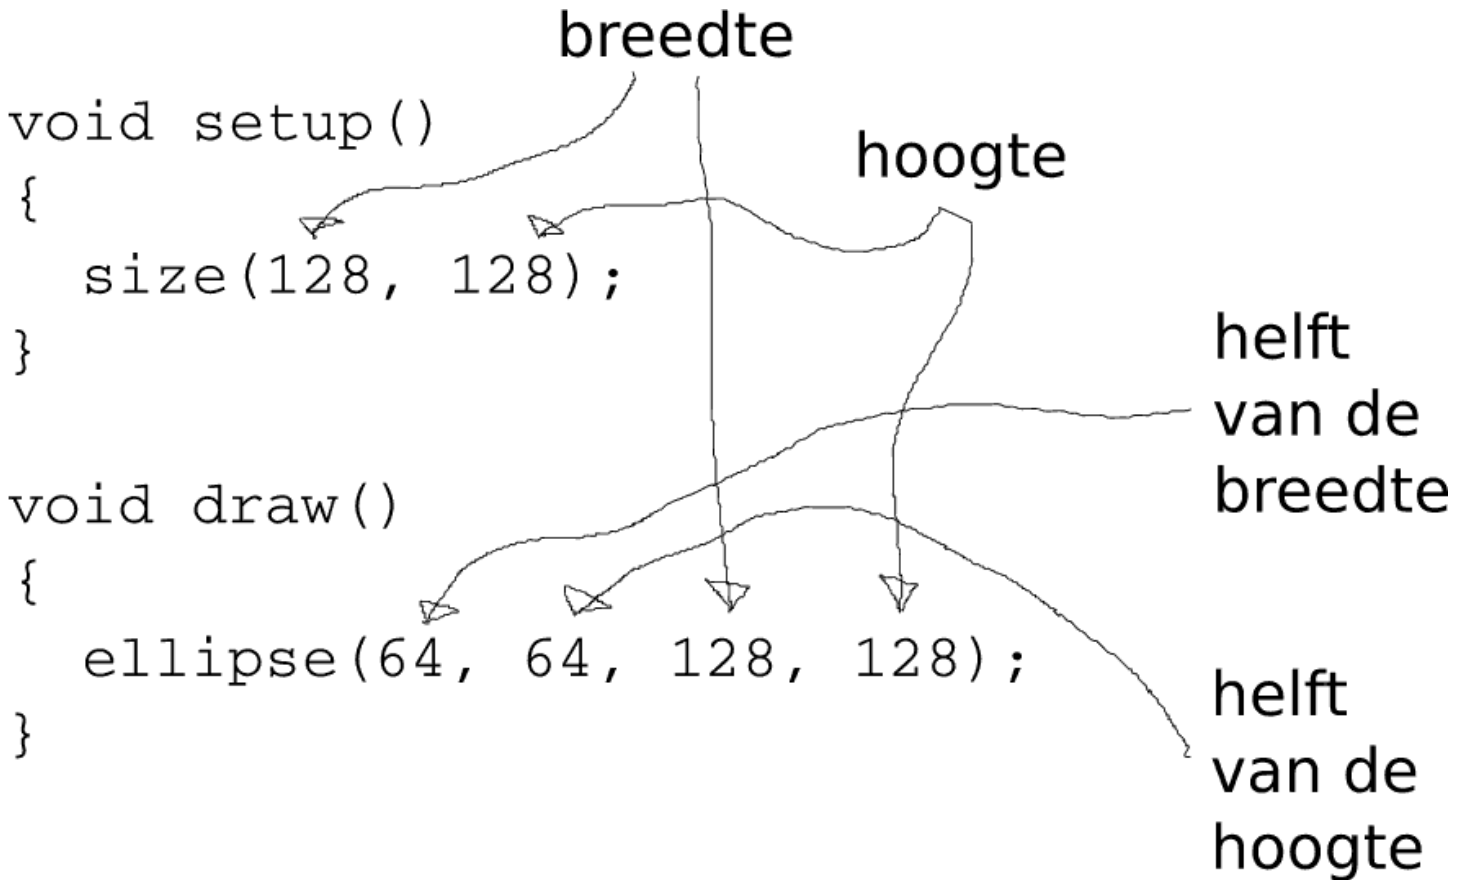 breedte
void setup()
hoogte
{
size(128, 128);
}
helft
van de
breedte
void draw()
{
ellipse(64, 64, 128, 128);
}
helft
van de
hoogte